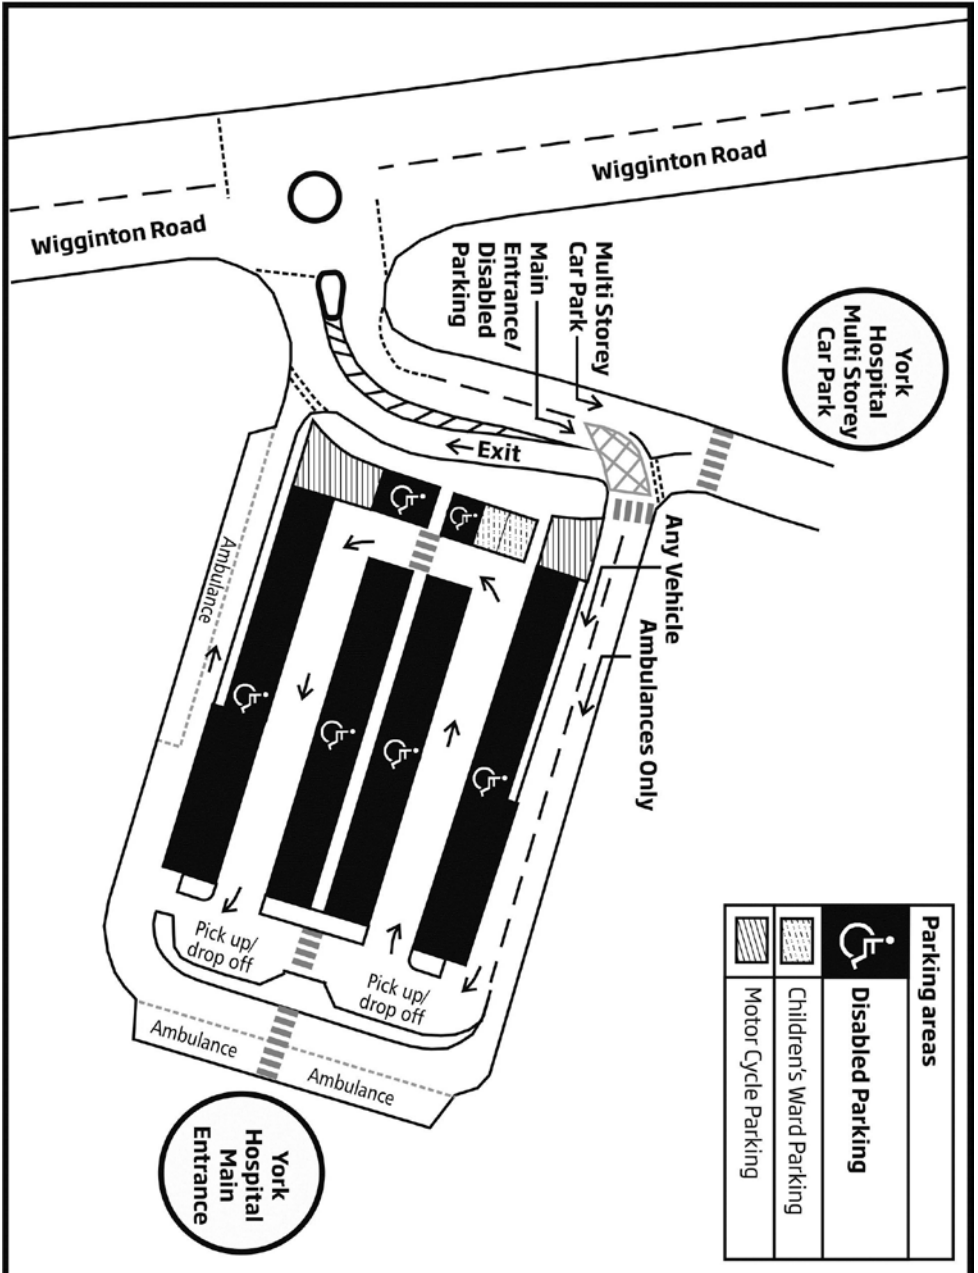 Wigginton Road
Wigginton Road
York
Hospital
Multi Storey
Car Park
Multi Storey
Car Park
Main
Entrance/
Disabled
Parking
Exit
Any Vehicle
Ambulances Only
Ambulance
Pick up/
drop off
Pick up/
drop off
Ambulance
Ambulance
York
Hospital
Main
Entrance
Parking areas
Disabled Parking
Children's Ward Parking
Motor Cycle Parking